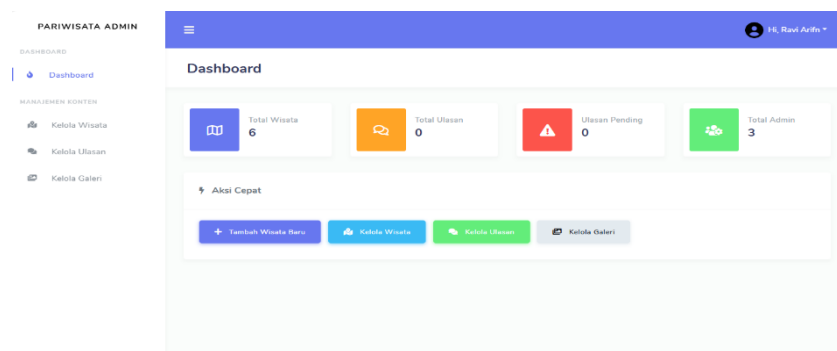 PARIWISATA ADMIN
Hi, Ravi Arifn
DASHBOARD
Dashboard
MANAJEMEN KONTEN
Kelola Wisata
Kelola Ulasan
Kelola Galeri
Dashboard
Total Wisata
6
Total Ulasan
0
Ulasan Pending
0
Total Admin
3
Aksi Cepat
Tambah Wisata Baru
Kelola Wisata
Kelola Ulasan
Kelola Galeri